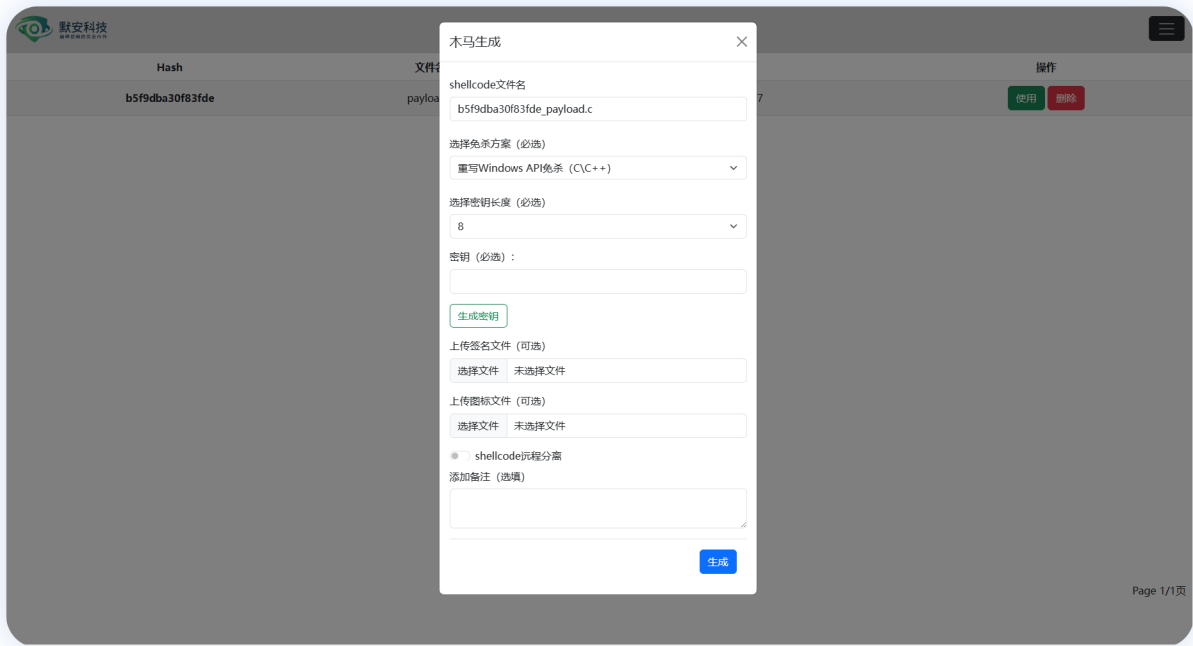 默安科技
木马生成
Hash
文件名
操作
b5f9dba30f83fde
payloa
7
使用
删除
shellcode文件名
b5f9dba30f83fde_payload.c
选择免杀方案（必选）
重写Windows API免杀（C\C++）
选择密钥长度（必选）
8
密钥（必选）:
生成密钥
上传签名文件（可选）
选择文件 未选择文件
上传图标文件（可选）
选择文件 未选择文件
shellcode远程分离
添加备注（选填）
生成
Page 1/1页